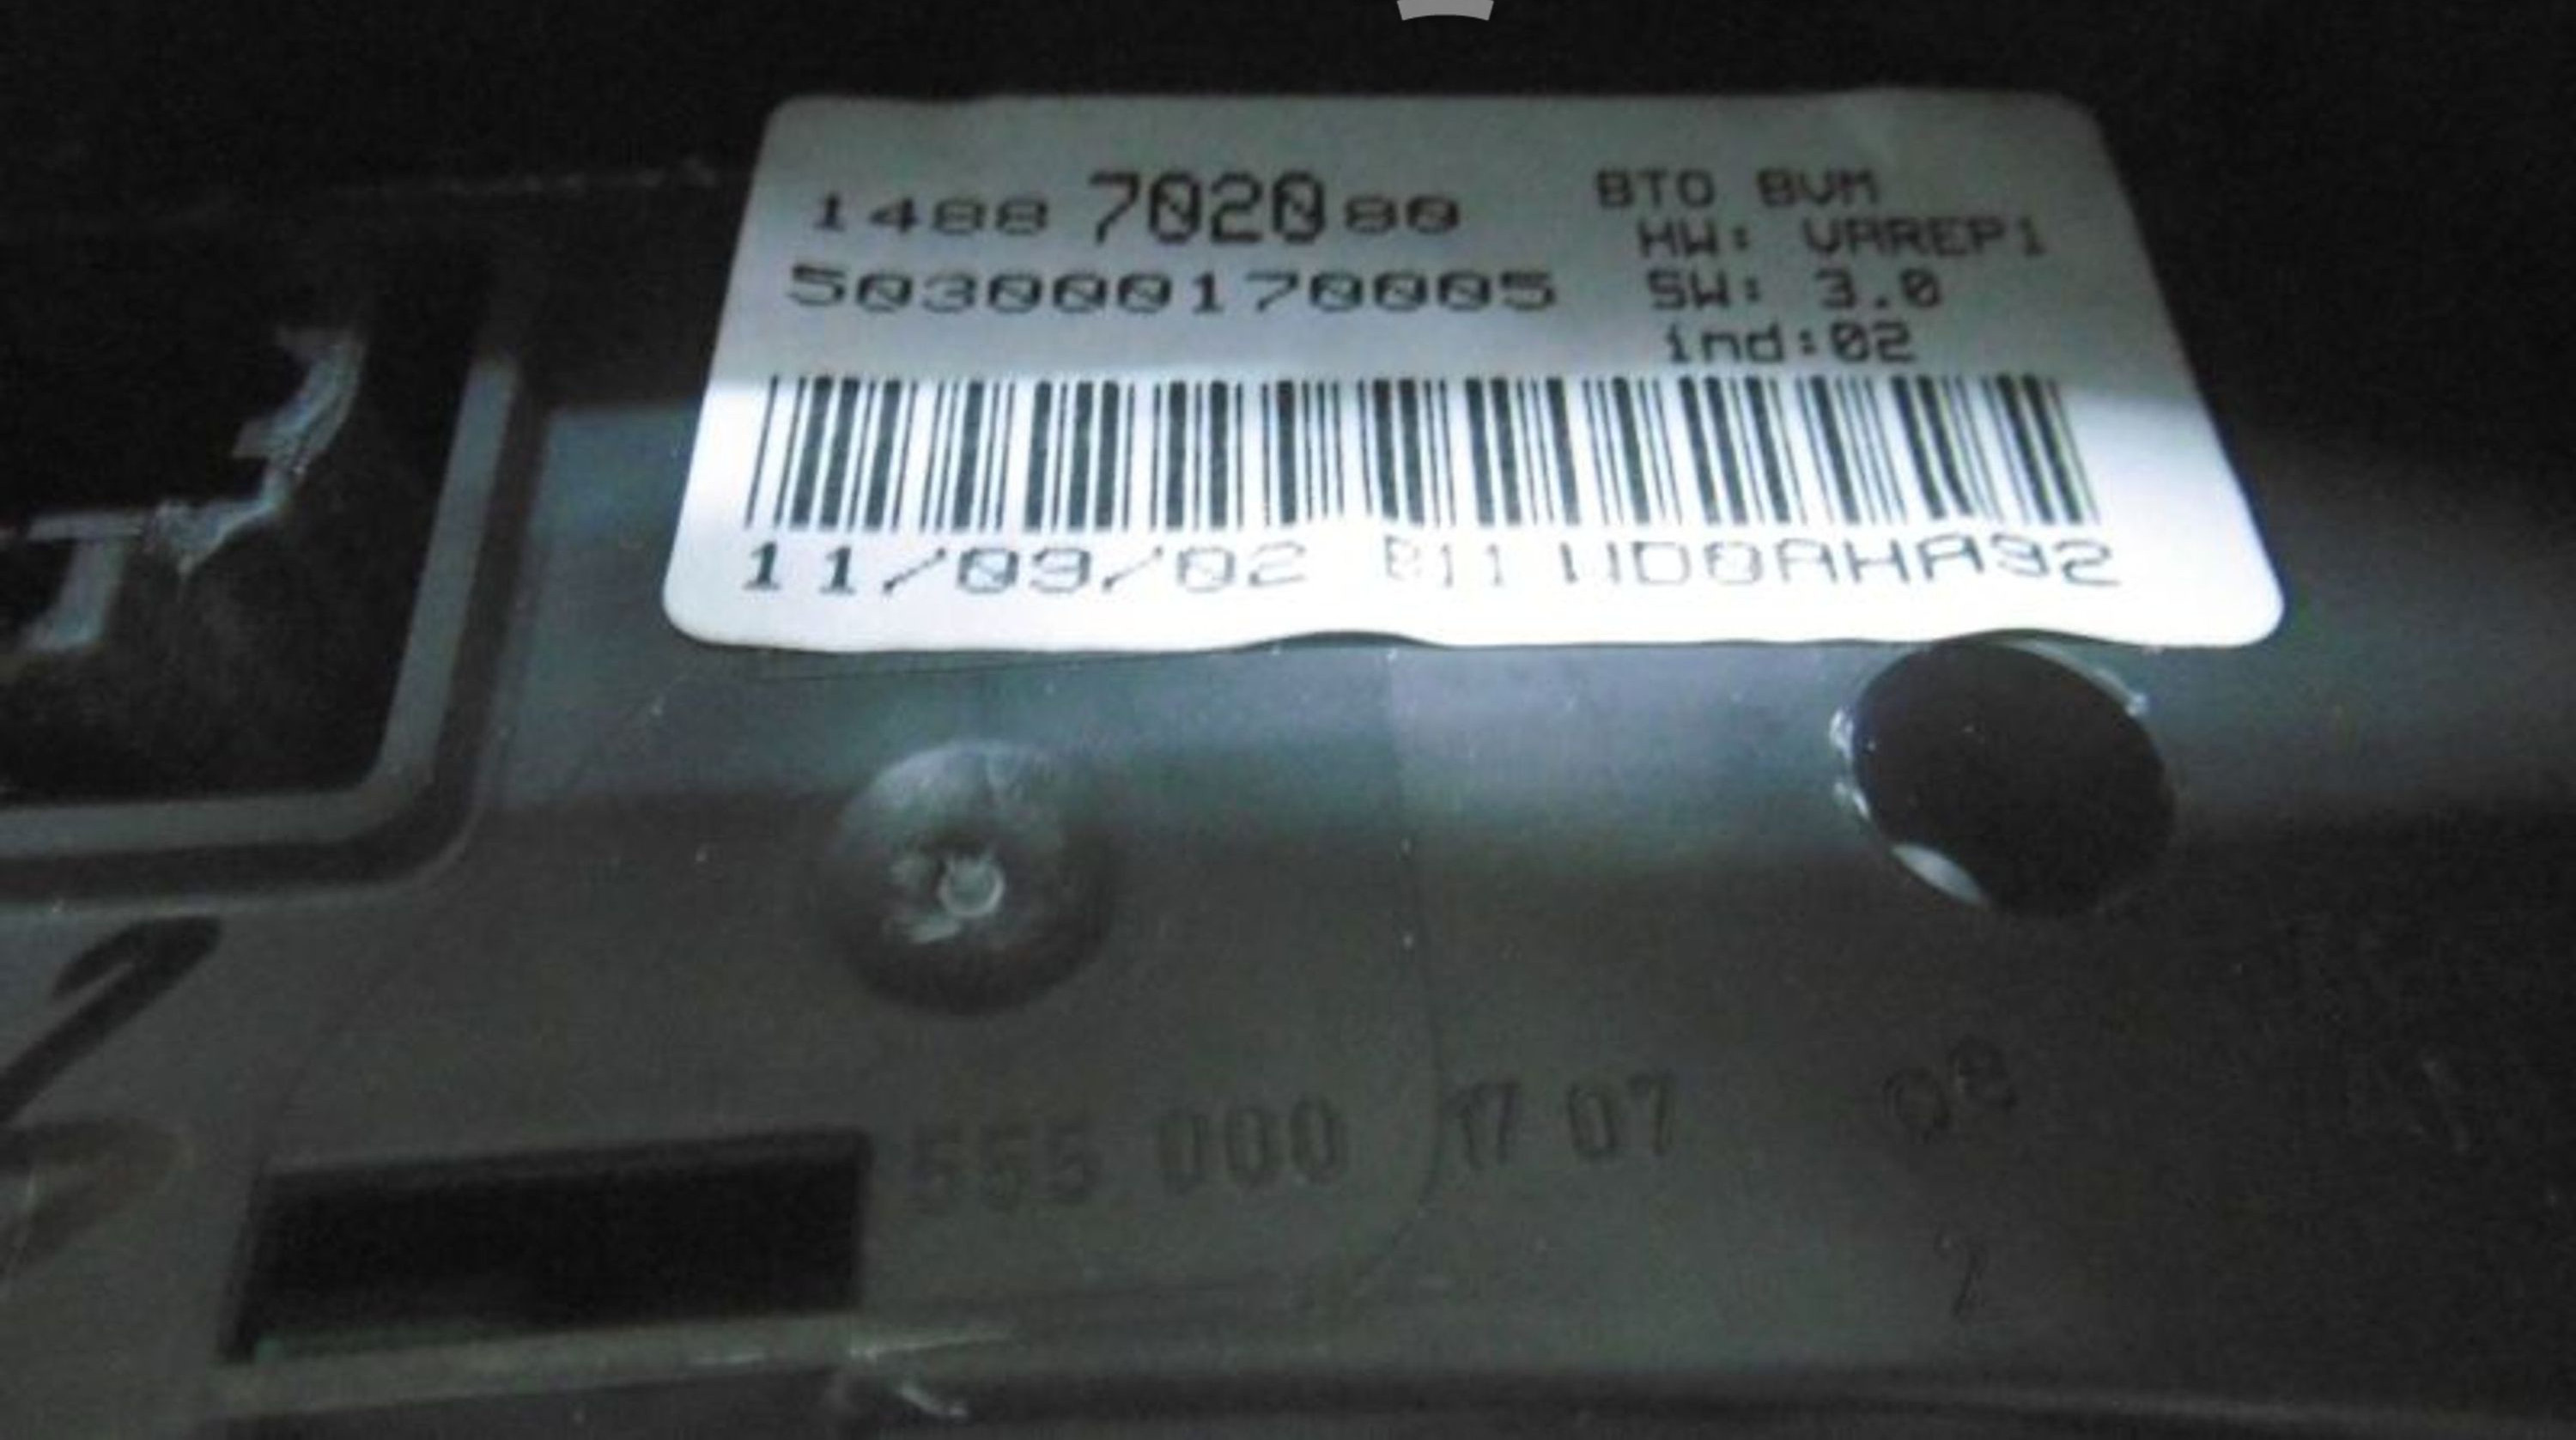 1488 7020 80
503000170005
BTO BVM
HW: VAREP1
SW: 3.0
ind:02
11/09/02
555 000 17 07